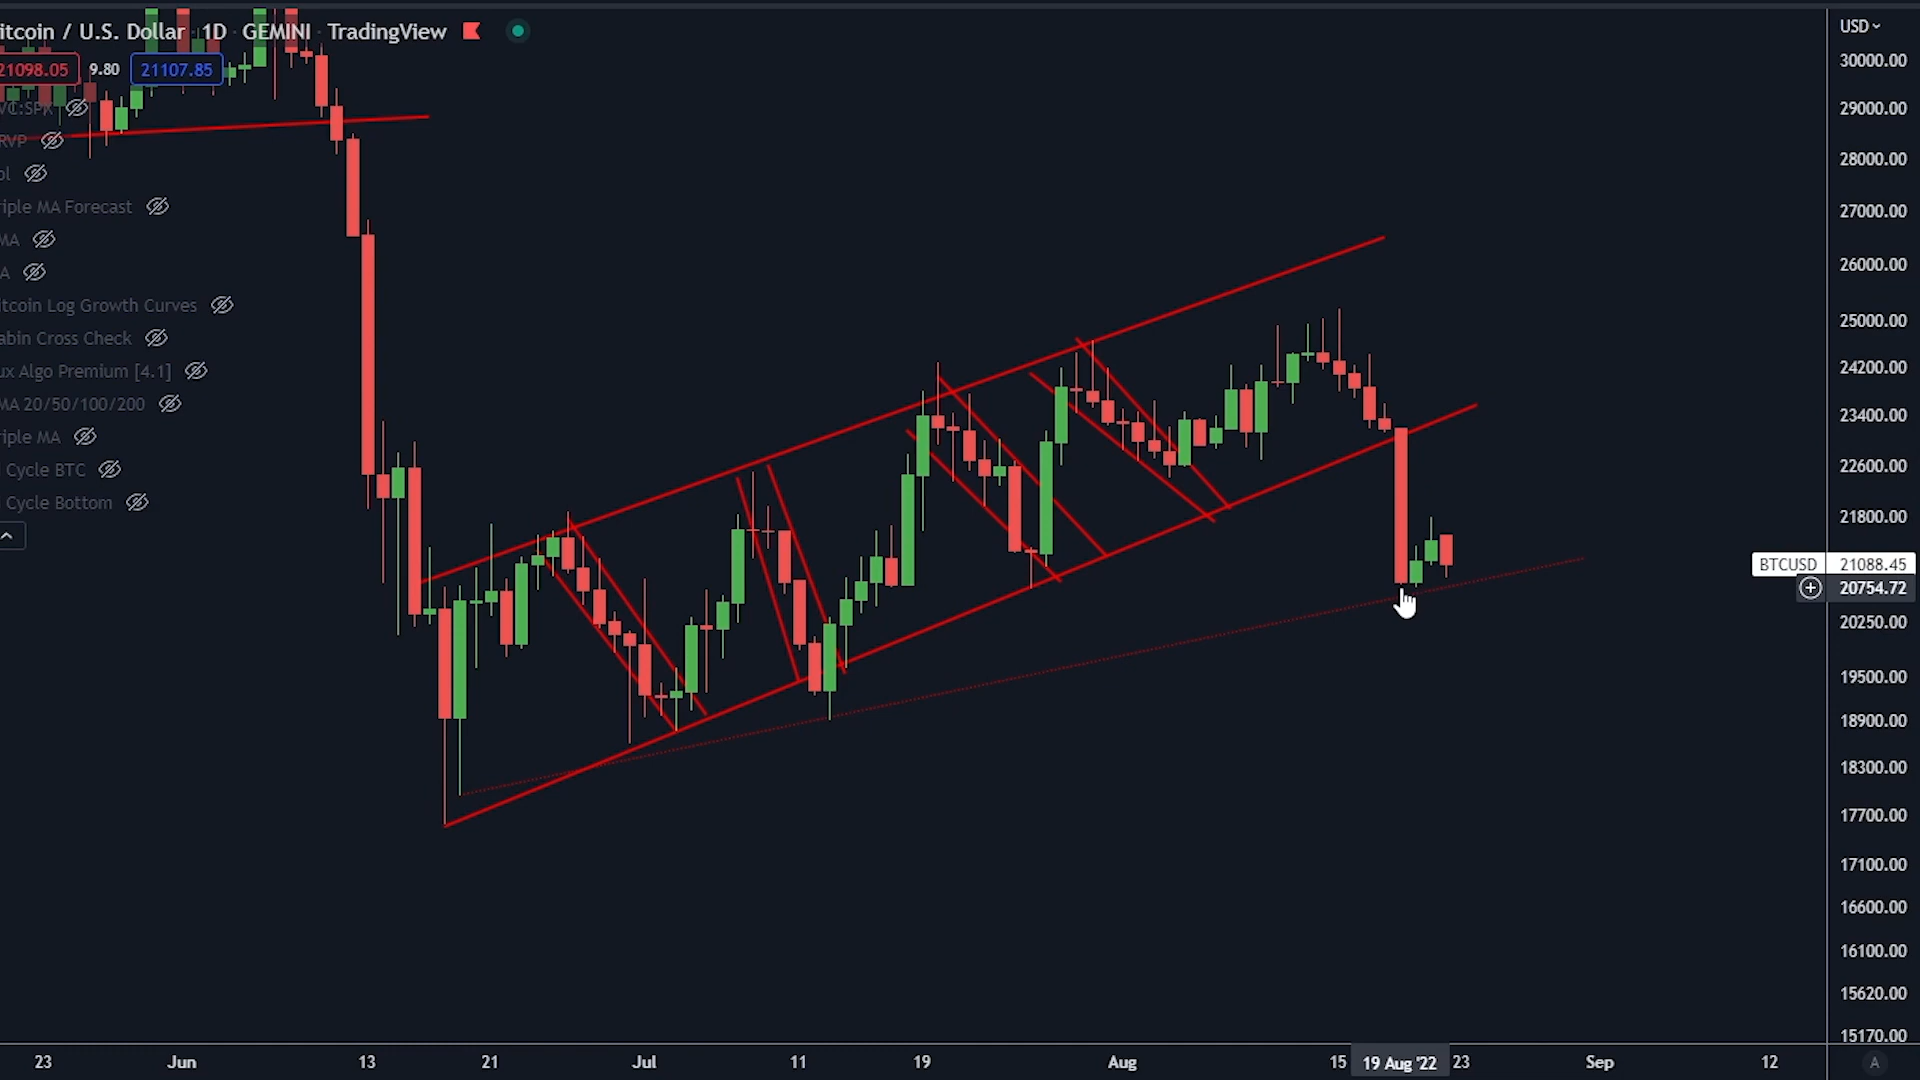 itcoin / U.S. Dollar 1D GEMINI TradingView
21098.05 9.80 21107.85
VC:SPX
RVP
ol
iple MA Forecast
MA
A
itcoin Log Growth Curves
abin Cross Check
ux Algo Premium [4.1]
MA 20/50/100/200
iple MA
Cycle BTC
Cycle Bottom
USD
30000.00
29000.00
28000.00
27000.00
26000.00
25000.00
24200.00
23400.00
22600.00
21800.00
BTCUSD 21088.45
20754.72
20250.00
19500.00
18900.00
18300.00
17700.00
17100.00
16600.00
16100.00
15620.00
15170.00
23 Jun 13 21 Jul 11 19 Aug 15 19 Aug '22 23 Sep 12 A